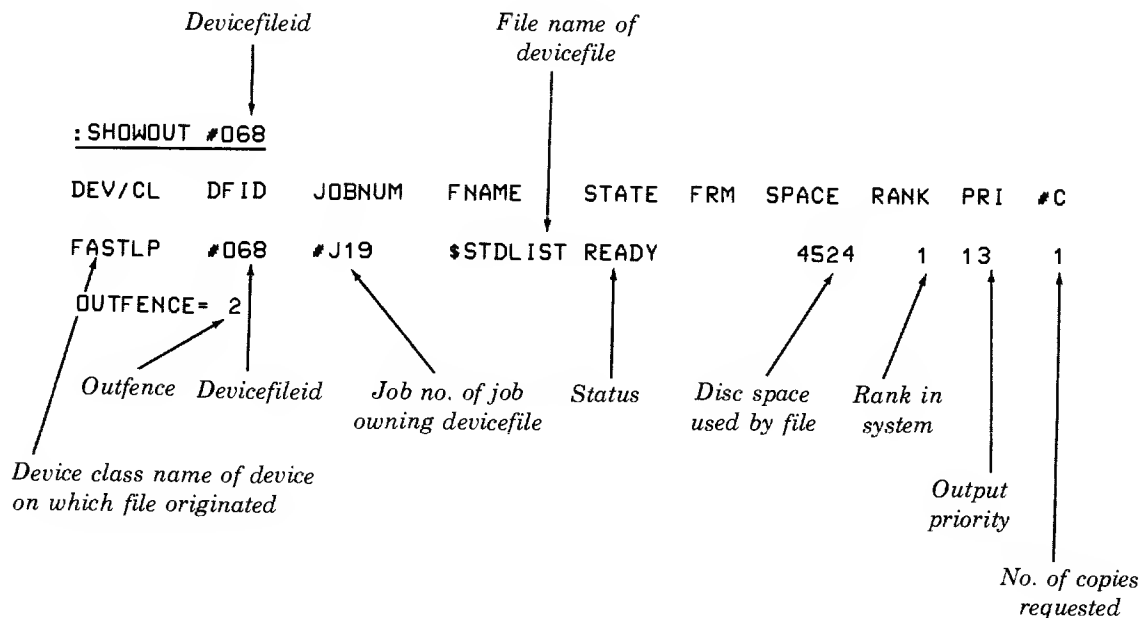 Devicefileid
File name of
devicefile
:SHOWOUT #O68
DEV/CL DFID JOBNUM FNAME STATE FRM SPACE RANK PRI #C
FASTLP #O68 #J19 $STDLIST READY 4524 1 13 1
OUTFENCE= 2
Outfence Devicefileid Job no. of job
owning devicefile Status Disc space
used by file Rank in
system
Device class name of device
on which file originated
Output
priority
No. of copies
requested